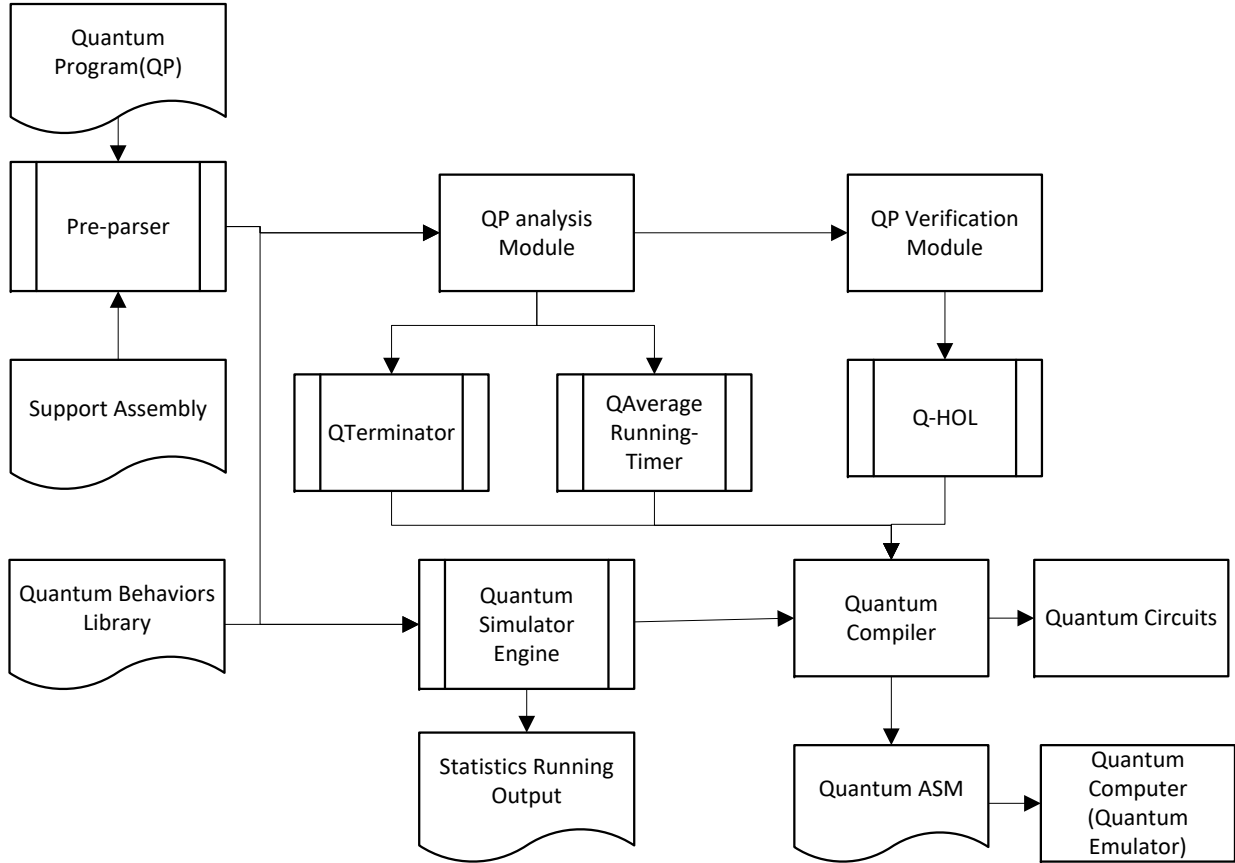 Quantum
Program(QP)
Pre-parser
QP analysis
Module
QP Verification
Module
Support Assembly
QTerminator
QAverage
Running-
Timer
Q-HOL
Quantum Behaviors
Library
Quantum
Simulator
Engine
Quantum
Compiler
Quantum Circuits
Statistics Running
Output
Quantum ASM
Quantum
Computer
(Quantum
Emulator)